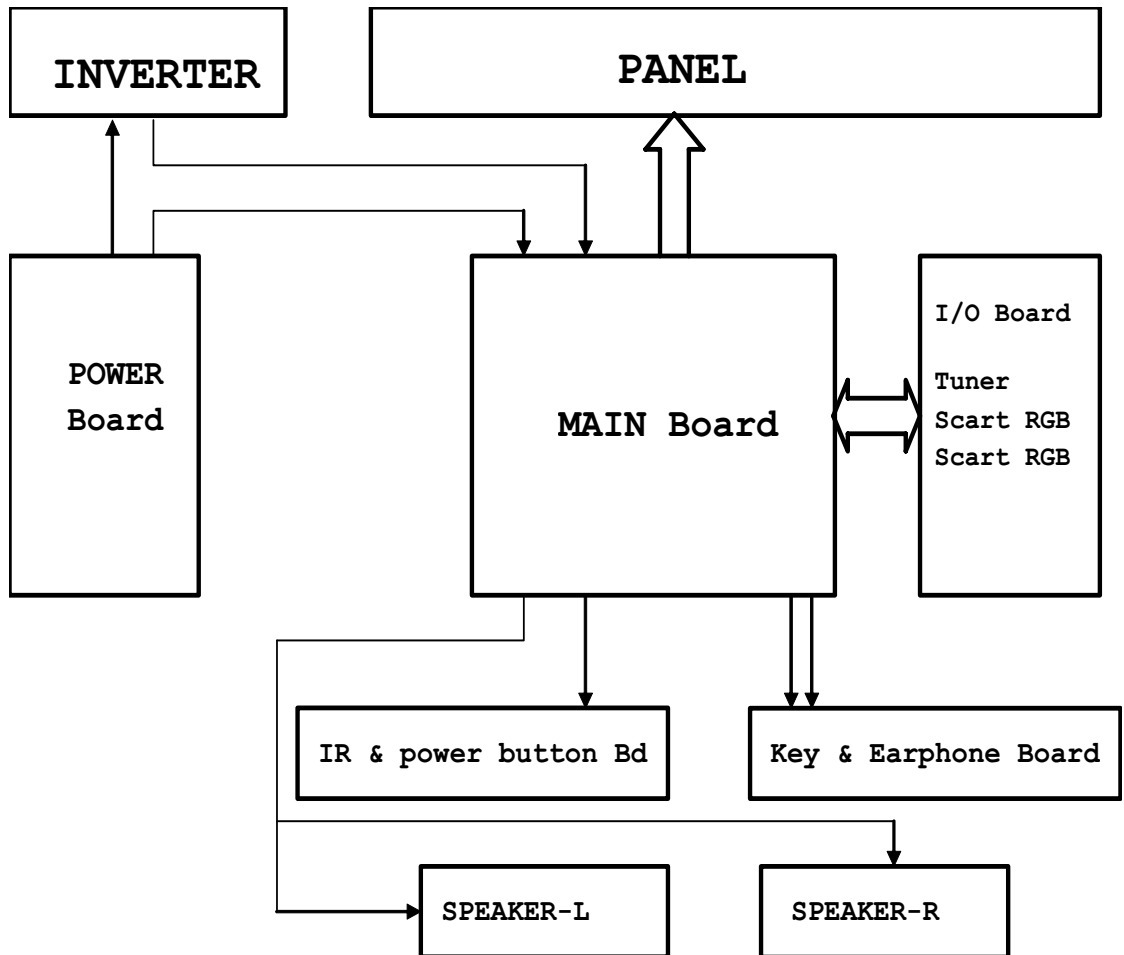 INVERTER
PANEL
POWER
Board
MAIN Board
I/O Board
Tuner
Scart RGB
Scart RGB
IR & power button Bd
Key & Earphone Board
SPEAKER-L
SPEAKER-R